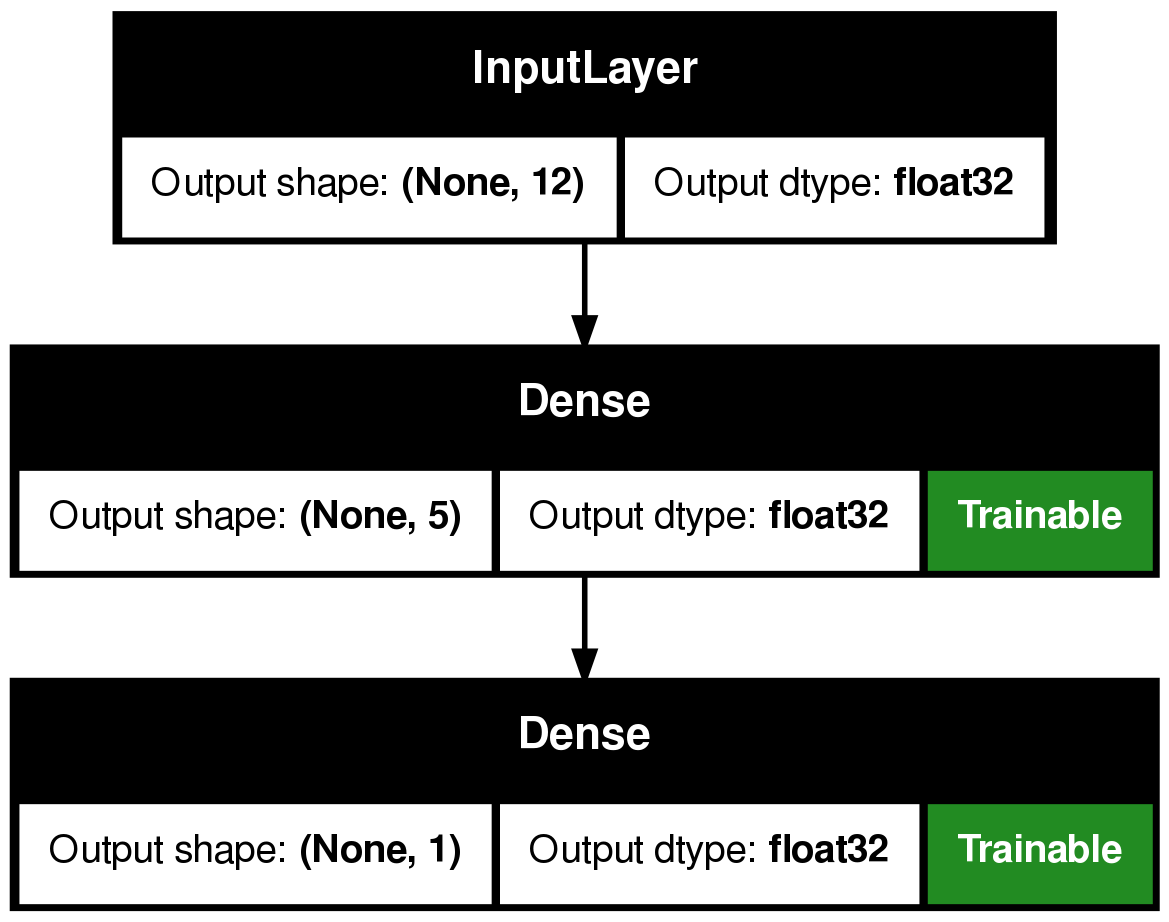 InputLayer
Output shape: (None, 12) Output dtype: float32
Dense
Output shape: (None, 5) Output dtype: float32 Trainable
Dense
Output shape: (None, 1) Output dtype: float32 Trainable